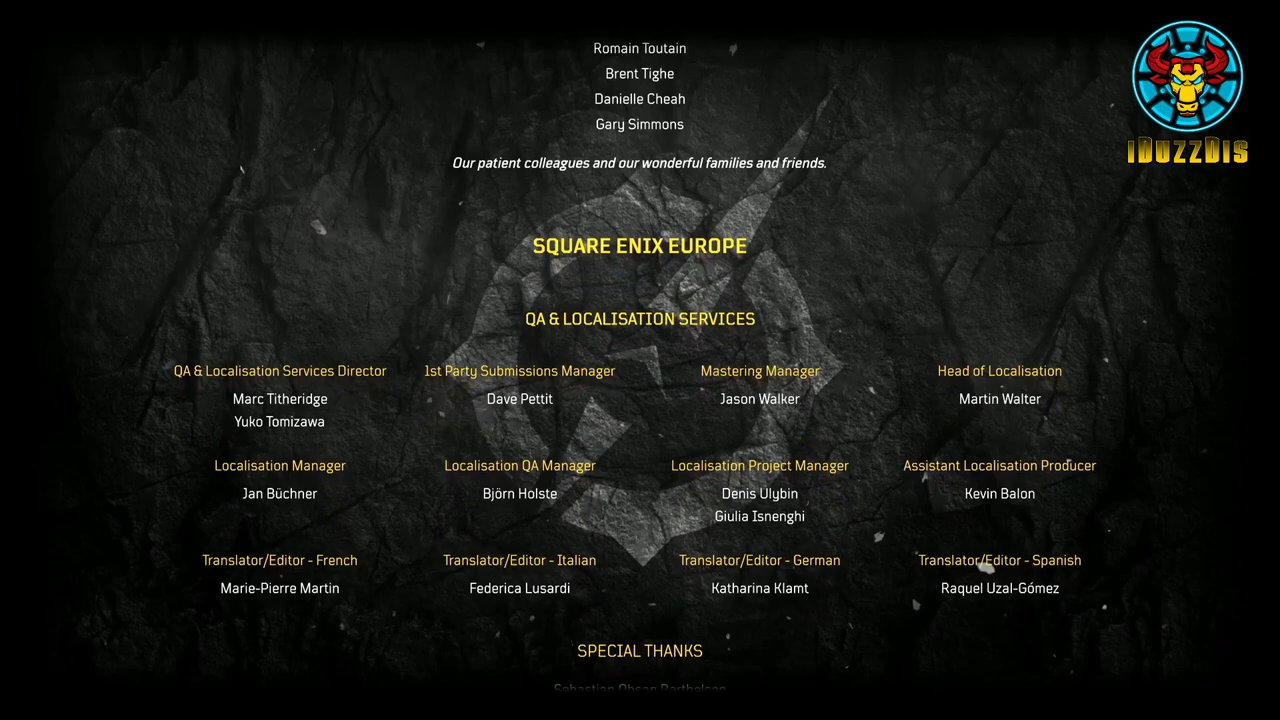 Romain Toutain
Brent Tighe
Danielle Cheah
Gary Simmons
Our patient colleagues and our wonderful families and friends.
iDuzzDis
SQUARE ENIX EUROPE
QA & LOCALISATION SERVICES
QA & Localisation Services Director
Marc Titheridge
Yuko Tomizawa
1st Party Submissions Manager
Dave Pettit
Mastering Manager
Jason Walker
Head of Localisation
Martin Walter
Localisation Manager
Jan Büchner
Localisation QA Manager
Björn Holste
Localisation Project Manager
Denis Ulybin
Giulia Isnenghi
Assistant Localisation Producer
Kevin Balon
Translator/Editor - French
Marie-Pierre Martin
Translator/Editor - Italian
Federica Lusardi
Translator/Editor - German
Katharina Klamt
Translator/Editor - Spanish
Raquel Uzal-Gómez
SPECIAL THANKS
Sebastian